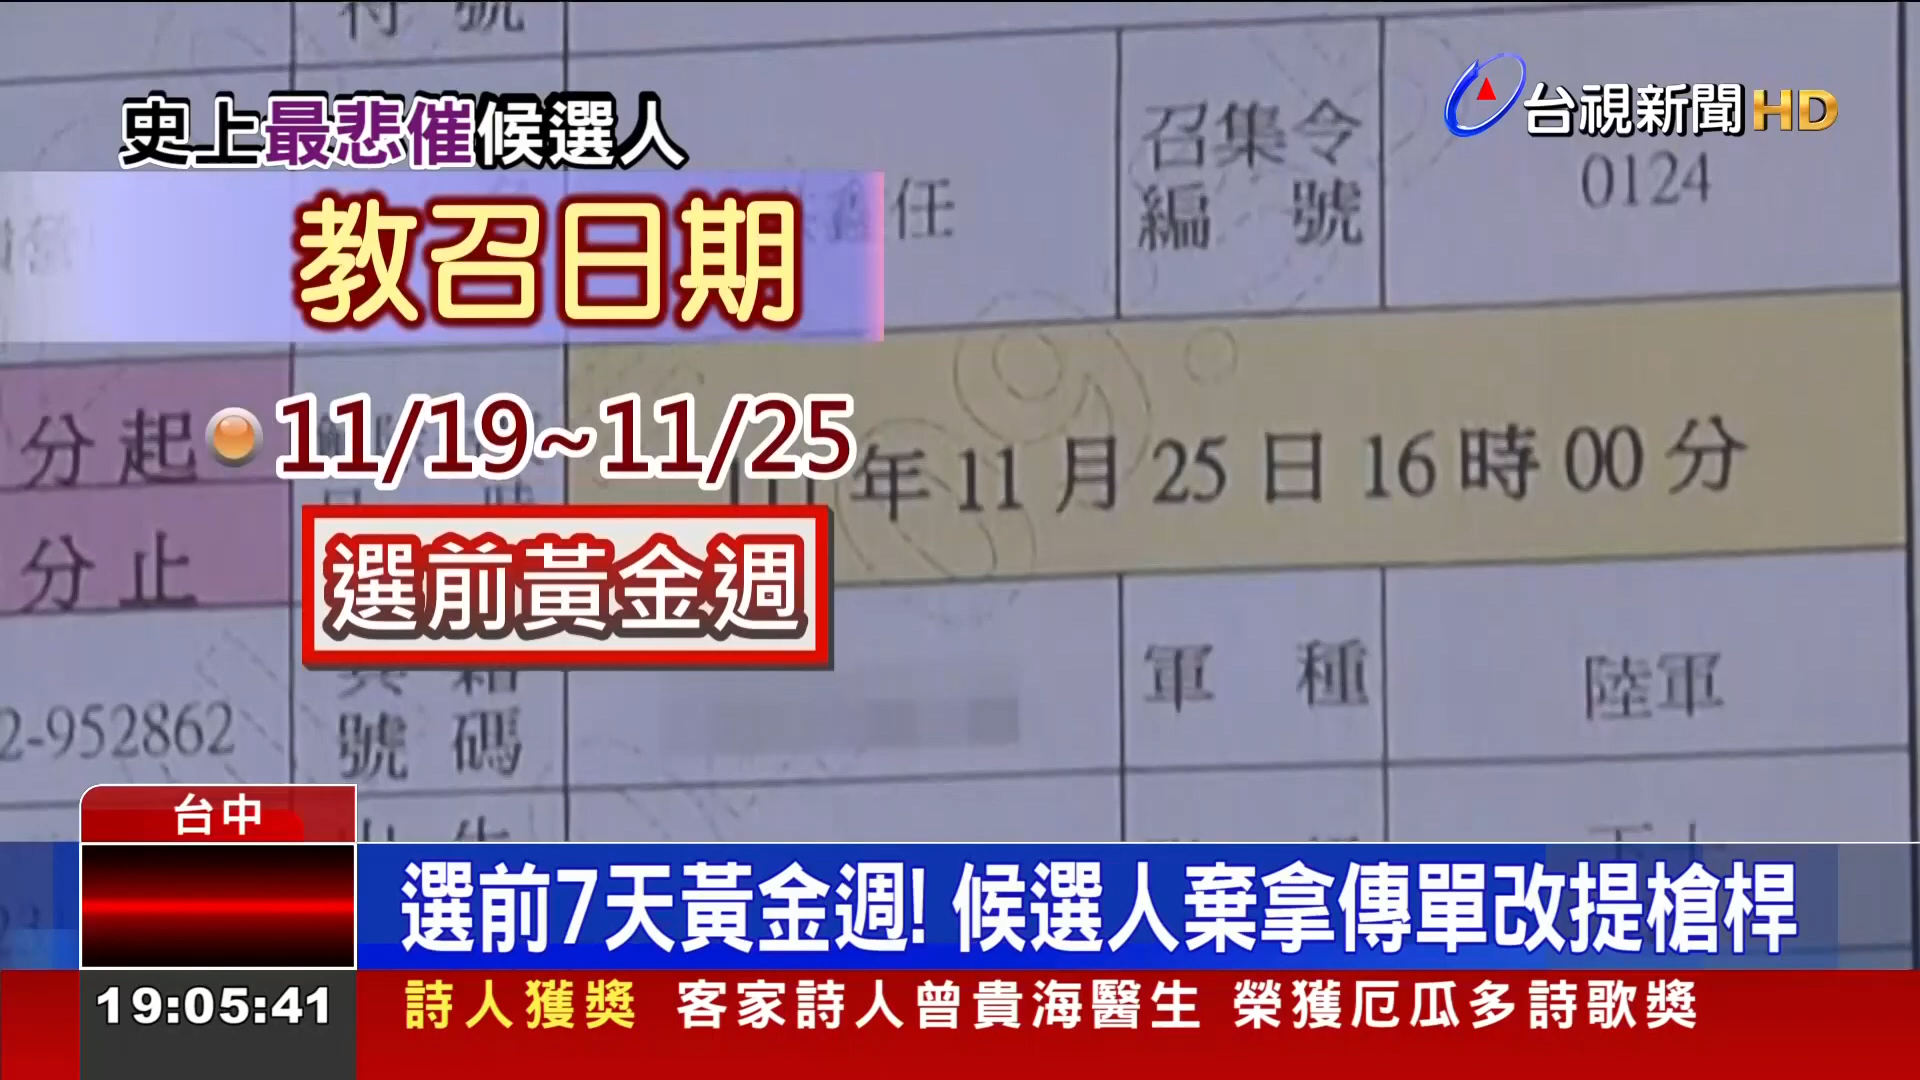 符號
史上最悲催候選人
台視新聞HD
召集令
編號
0124
任
教召日期
分起
11/19~11/25
年11月25日16時00分
選前黃金週
分止
號碼
軍種
陸軍
2-952862
台中
選前7天黃金週!候選人棄拿傳單改提槍桿
19:05:41
詩人獲獎 客家詩人曾貴海醫生 榮獲厄瓜多詩歌獎